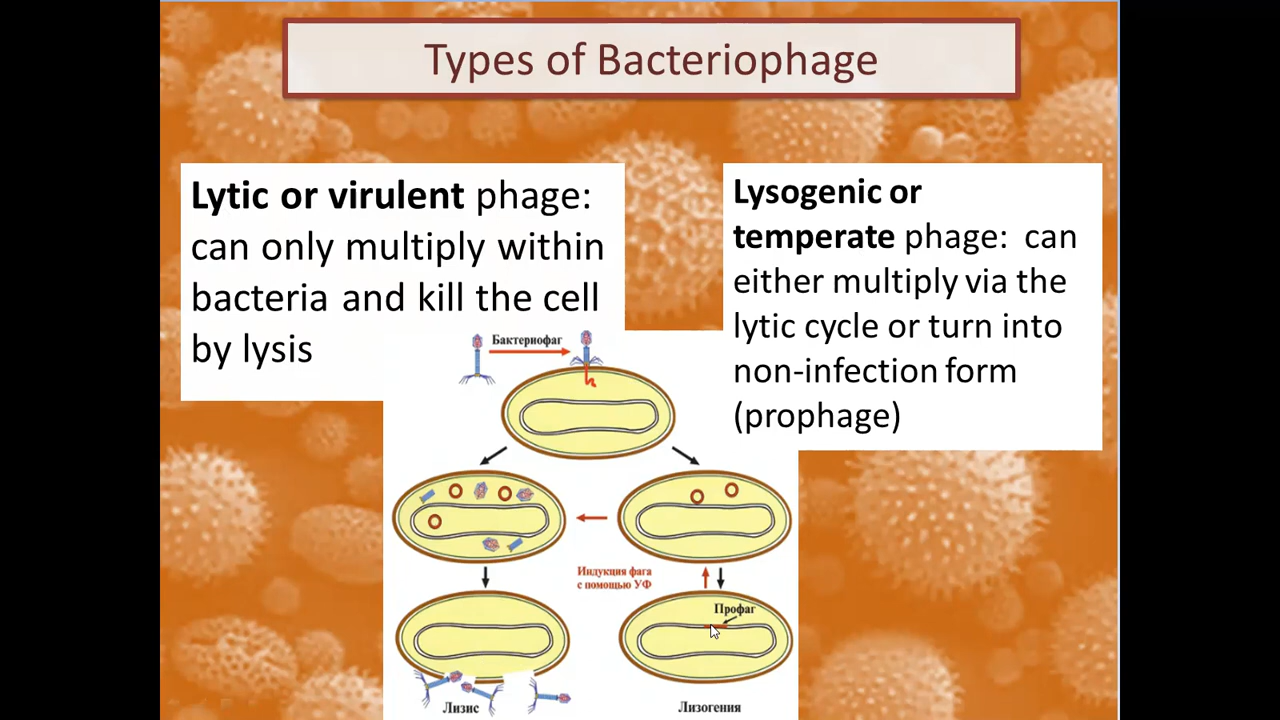 Types of Bacteriophage
Lytic or virulent phage:
can only multiply within
bacteria and kill the cell
by lysis
Lysogenic or
temperate phage: can
either multiply via the
lytic cycle or turn into
non-infection form
(prophage)
Бактериофаг
Индукция фага
с помощью УФ
Профаг
Лизис
Лизогения